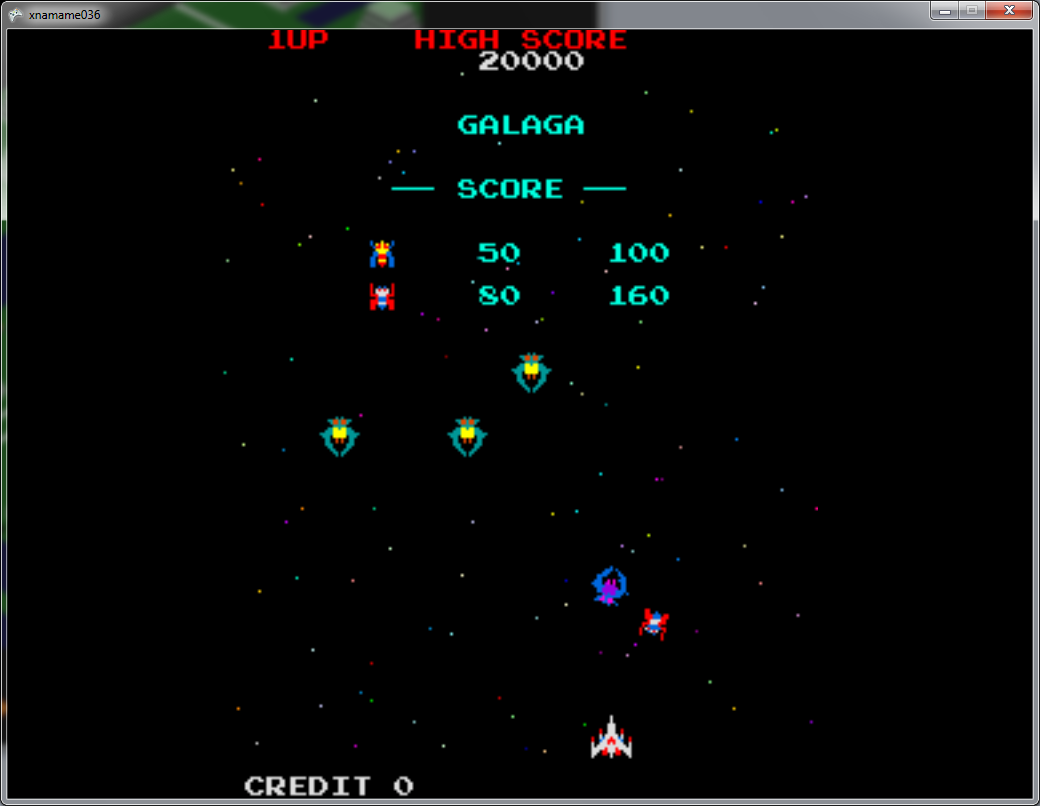 xnamame036
1UP HIGH SCORE
20000
GALAGA
— SCORE —
50 100
80 160
CREDIT 0